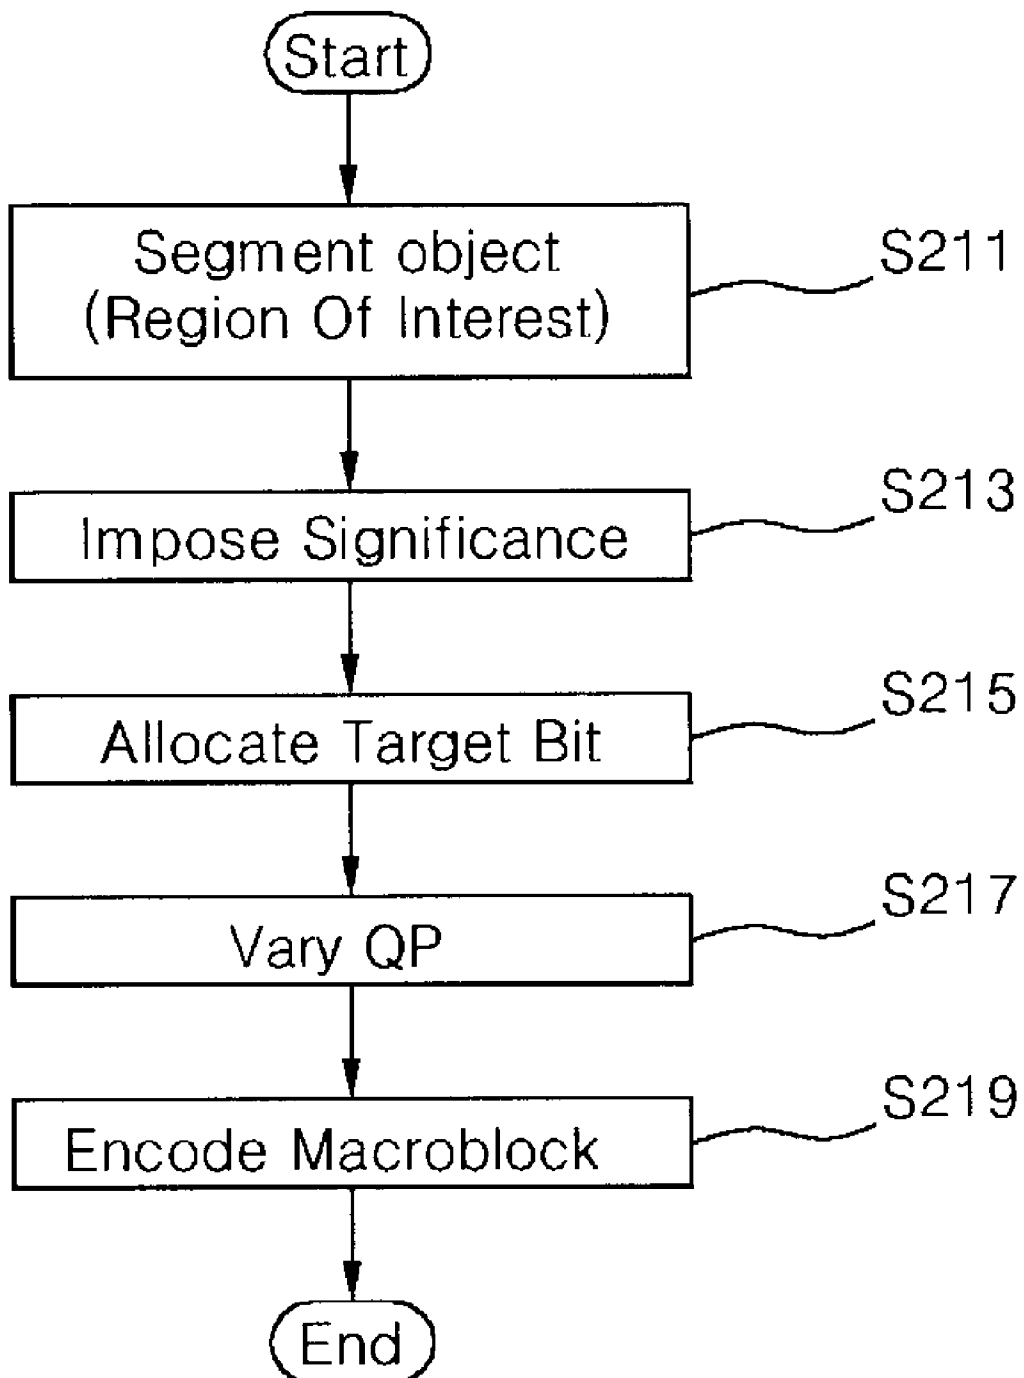 Start
Segment object
(Region Of Interest)
S211
Impose Significance
S213
Allocate Target Bit
S215
Vary QP
S217
Encode Macroblock
S219
End